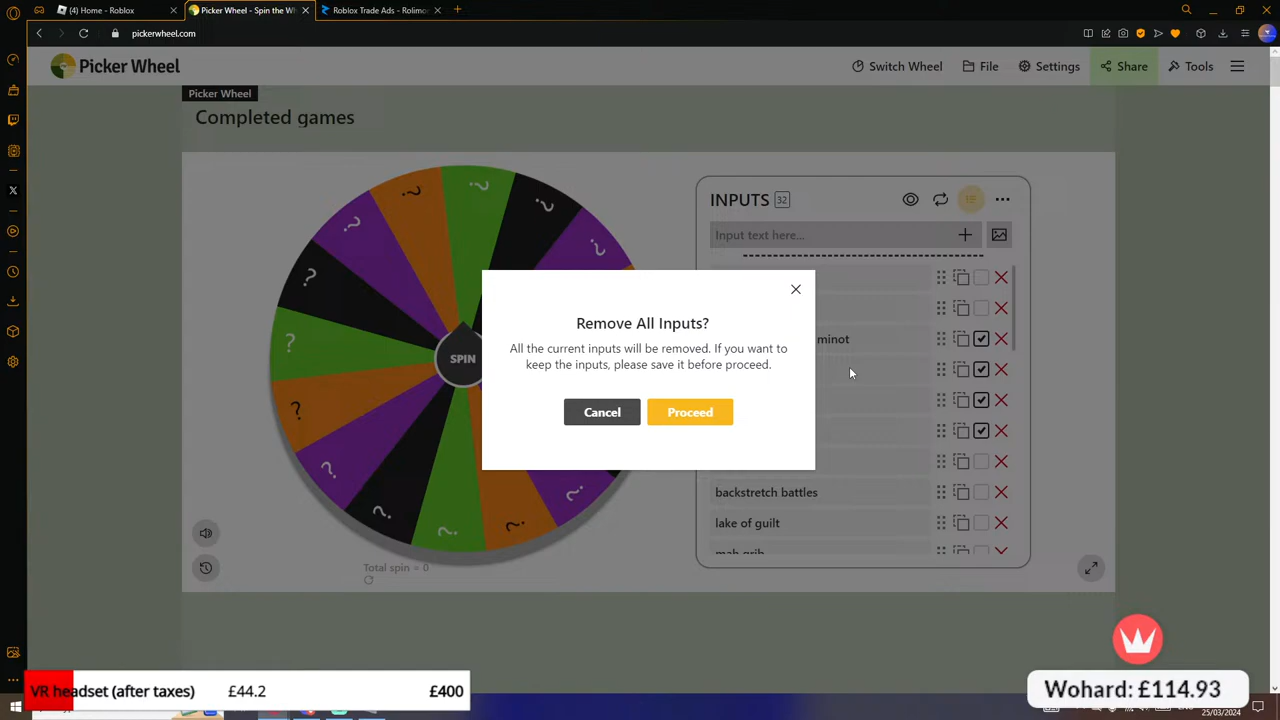 (4) Home - Roblox
Picker Wheel - Spin the Wh
Roblox Trade Ads - Rolimo
pickerwheel.com
Picker Wheel
Switch Wheel
File
Settings
Share
Tools
Picker Wheel
Completed games
INPUTS 32
Input text here...
minot
backstretch battles
lake of guilt
mah grib
? ? ? ? ? ? ? ? ? ? ? ? ? ?
SPIN
Remove All Inputs?
All the current inputs will be removed. If you want to
keep the inputs, please save it before proceed.
Cancel
Proceed
Total spin × 0
VR headset (after taxes) £44.2 £400
Wohard: £114.93
25/03/2024